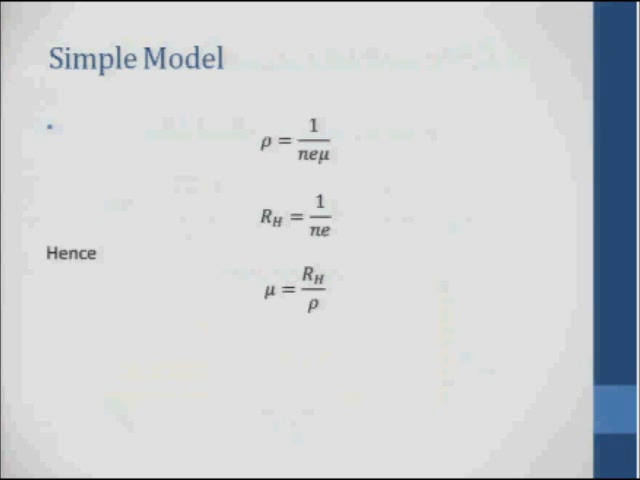 Simple Model
•
ρ = 1/(neμ)
R_H = 1/(ne)
Hence
μ = R_H/ρ